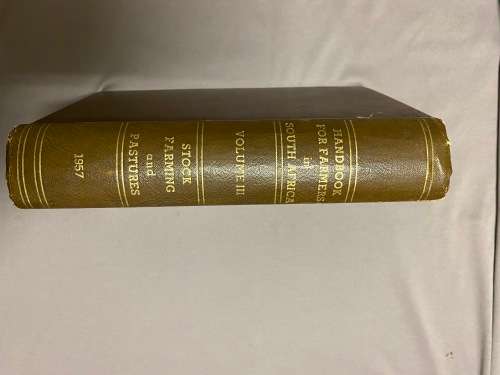 HANDBOOK
FOR FARMERS
in
SOUTH AFRICA
VOLUME III
STOCK
FARMING
and
PASTURES
1957